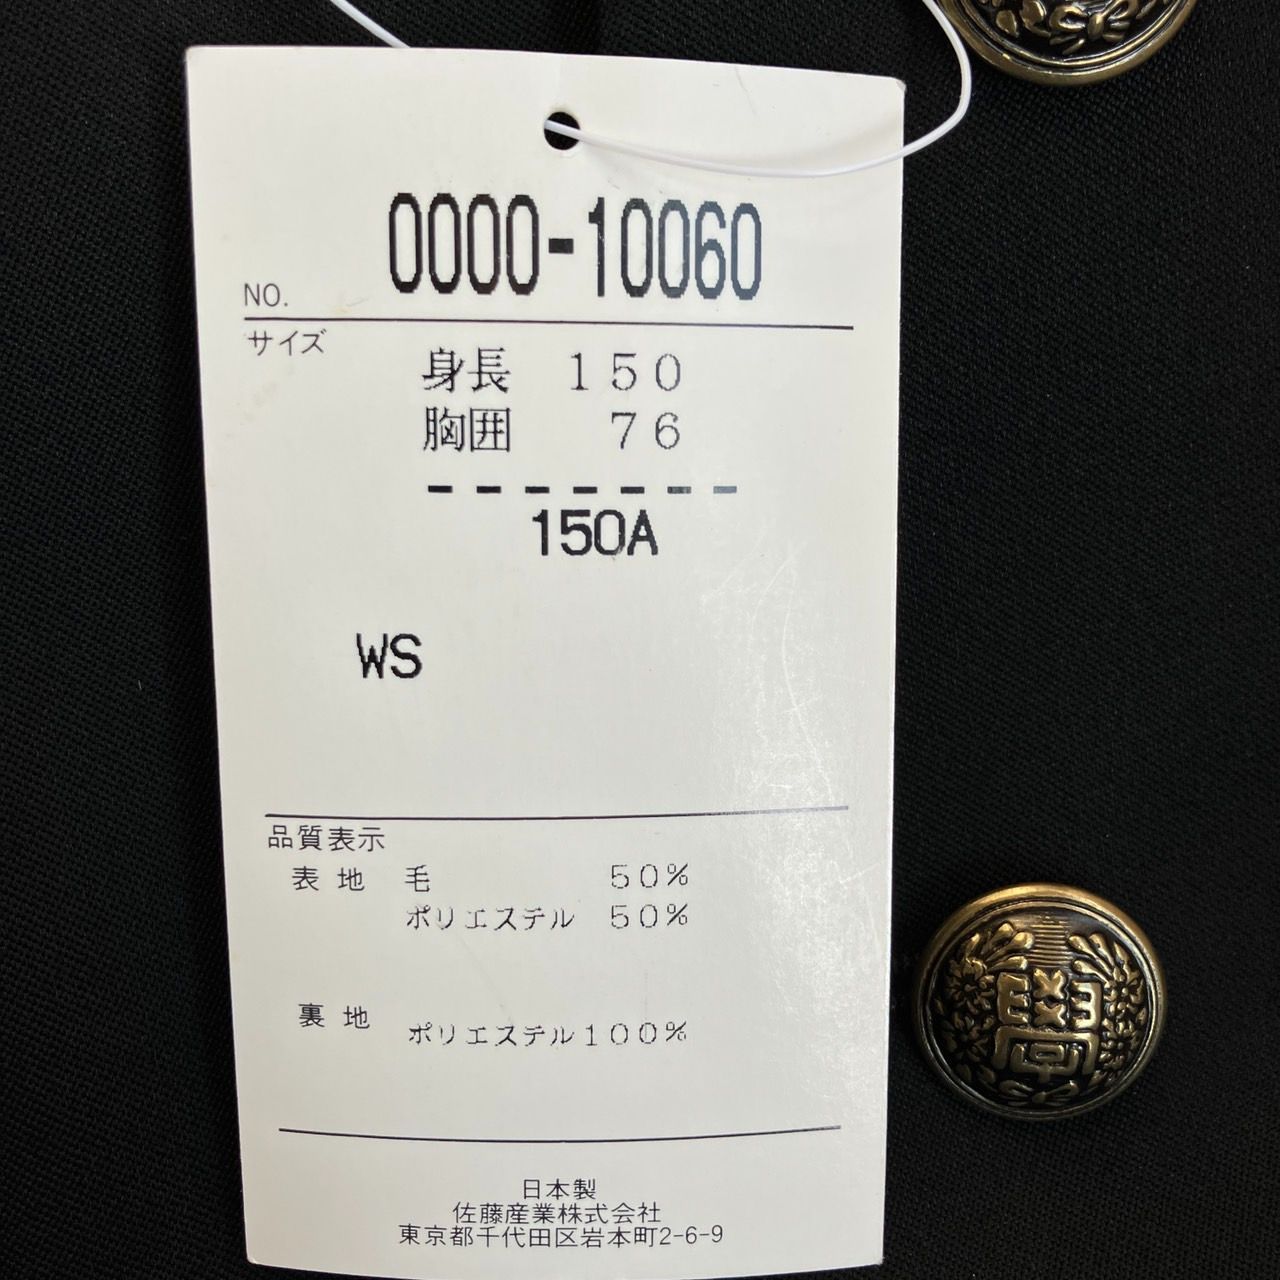 0000-10060
NO.
サイズ
身長 150
胸囲 76
-------
150A
WS
品質表示
表地 毛 50%
ポリエステル 50%
裏地 ポリエステル100%
日本製
佐藤産業株式会社
東京都千代田区岩本町2-6-9
學